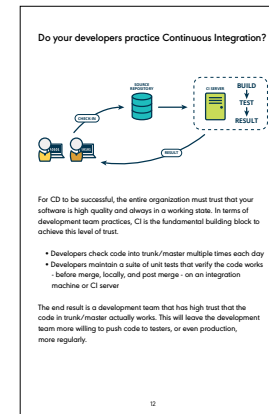 Do your developers practice Continuous Integration?
SOURCE
REPOSITORY
CI SERVER
BUILD
TEST
RESULT
CHECK IN
RESULT
For CD to be successful, the entire organization must trust that your
software is high quality and always in a working state. In terms of
development team practices, CI is the fundamental building block to
achieve this level of trust.
• Developers check code into trunk/master multiple times each day
• Developers maintain a suite of unit tests that verify the code works
- before merge, locally, and post merge - on an integration
machine or CI server
The end result is a development team that has high trust that the
code in trunk/master actually works. This will leave the development
team more willing to push code to testers, or even production,
more regularly.
12